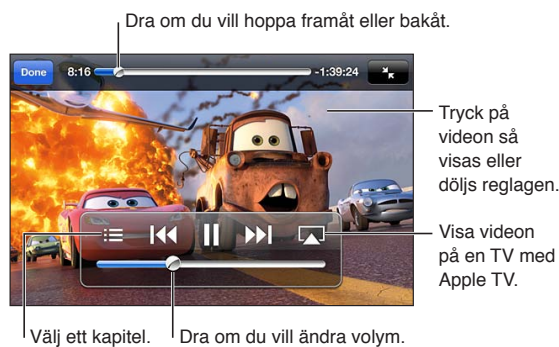 Dra om du vill hoppa framåt eller bakåt.
Done 8:16 -1:39:24
Tryck på
videon så
visas eller
döljs reglagen.
Visa videon
på en TV med
Apple TV.
Välj ett kapitel.
Dra om du vill ändra volym.